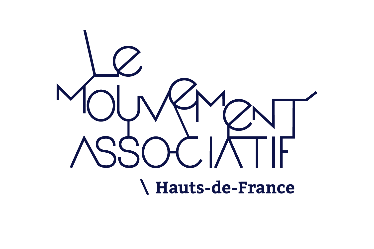 Le
MOUVEMENT
ASSOCIATIF
\ Hauts-de-France